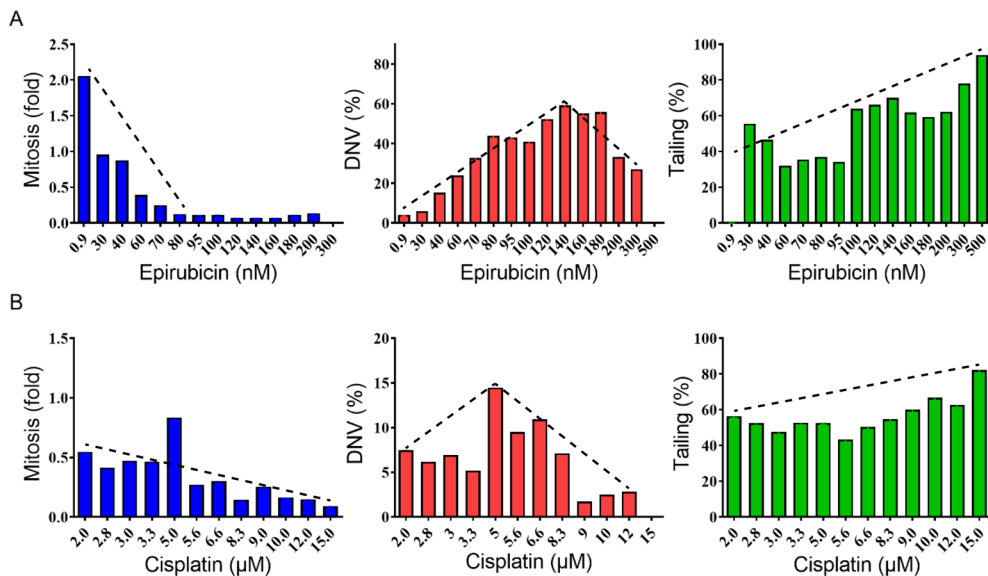 A
Mitosis (fold)
2.5
2.0
1.5
1.0
0.5
0.0
0.9 30 40 60 70 80 95 100 120 140 160 180 200 300
Epirubicin (nM)
DNV (%)
80
60
40
20
0
0.9 30 40 60 70 80 95 100 120 140 160 180 200 300 500
Epirubicin (nM)
Tailing (%)
100
80
60
40
20
0
0.9 30 40 60 70 80 95 100 120 140 160 180 200 300 500
Epirubicin (nM)
B
Mitosis (fold)
1.5
1.0
0.5
0.0
2.0 2.8 3.0 3.3 5.0 5.6 6.6 8.3 9.0 10.0 12.0 15.0
Cisplatin (μM)
DNV (%)
20
15
10
5
0
2.0 2.8 3 3.3 5 5.6 6.6 8.3 9 10 12 15
Cisplatin (μM)
Tailing (%)
100
80
60
40
20
0
2.0 2.8 3.0 3.3 5.0 5.6 6.6 8.3 9.0 10.0 12.0 15.0
Cisplatin (μM)